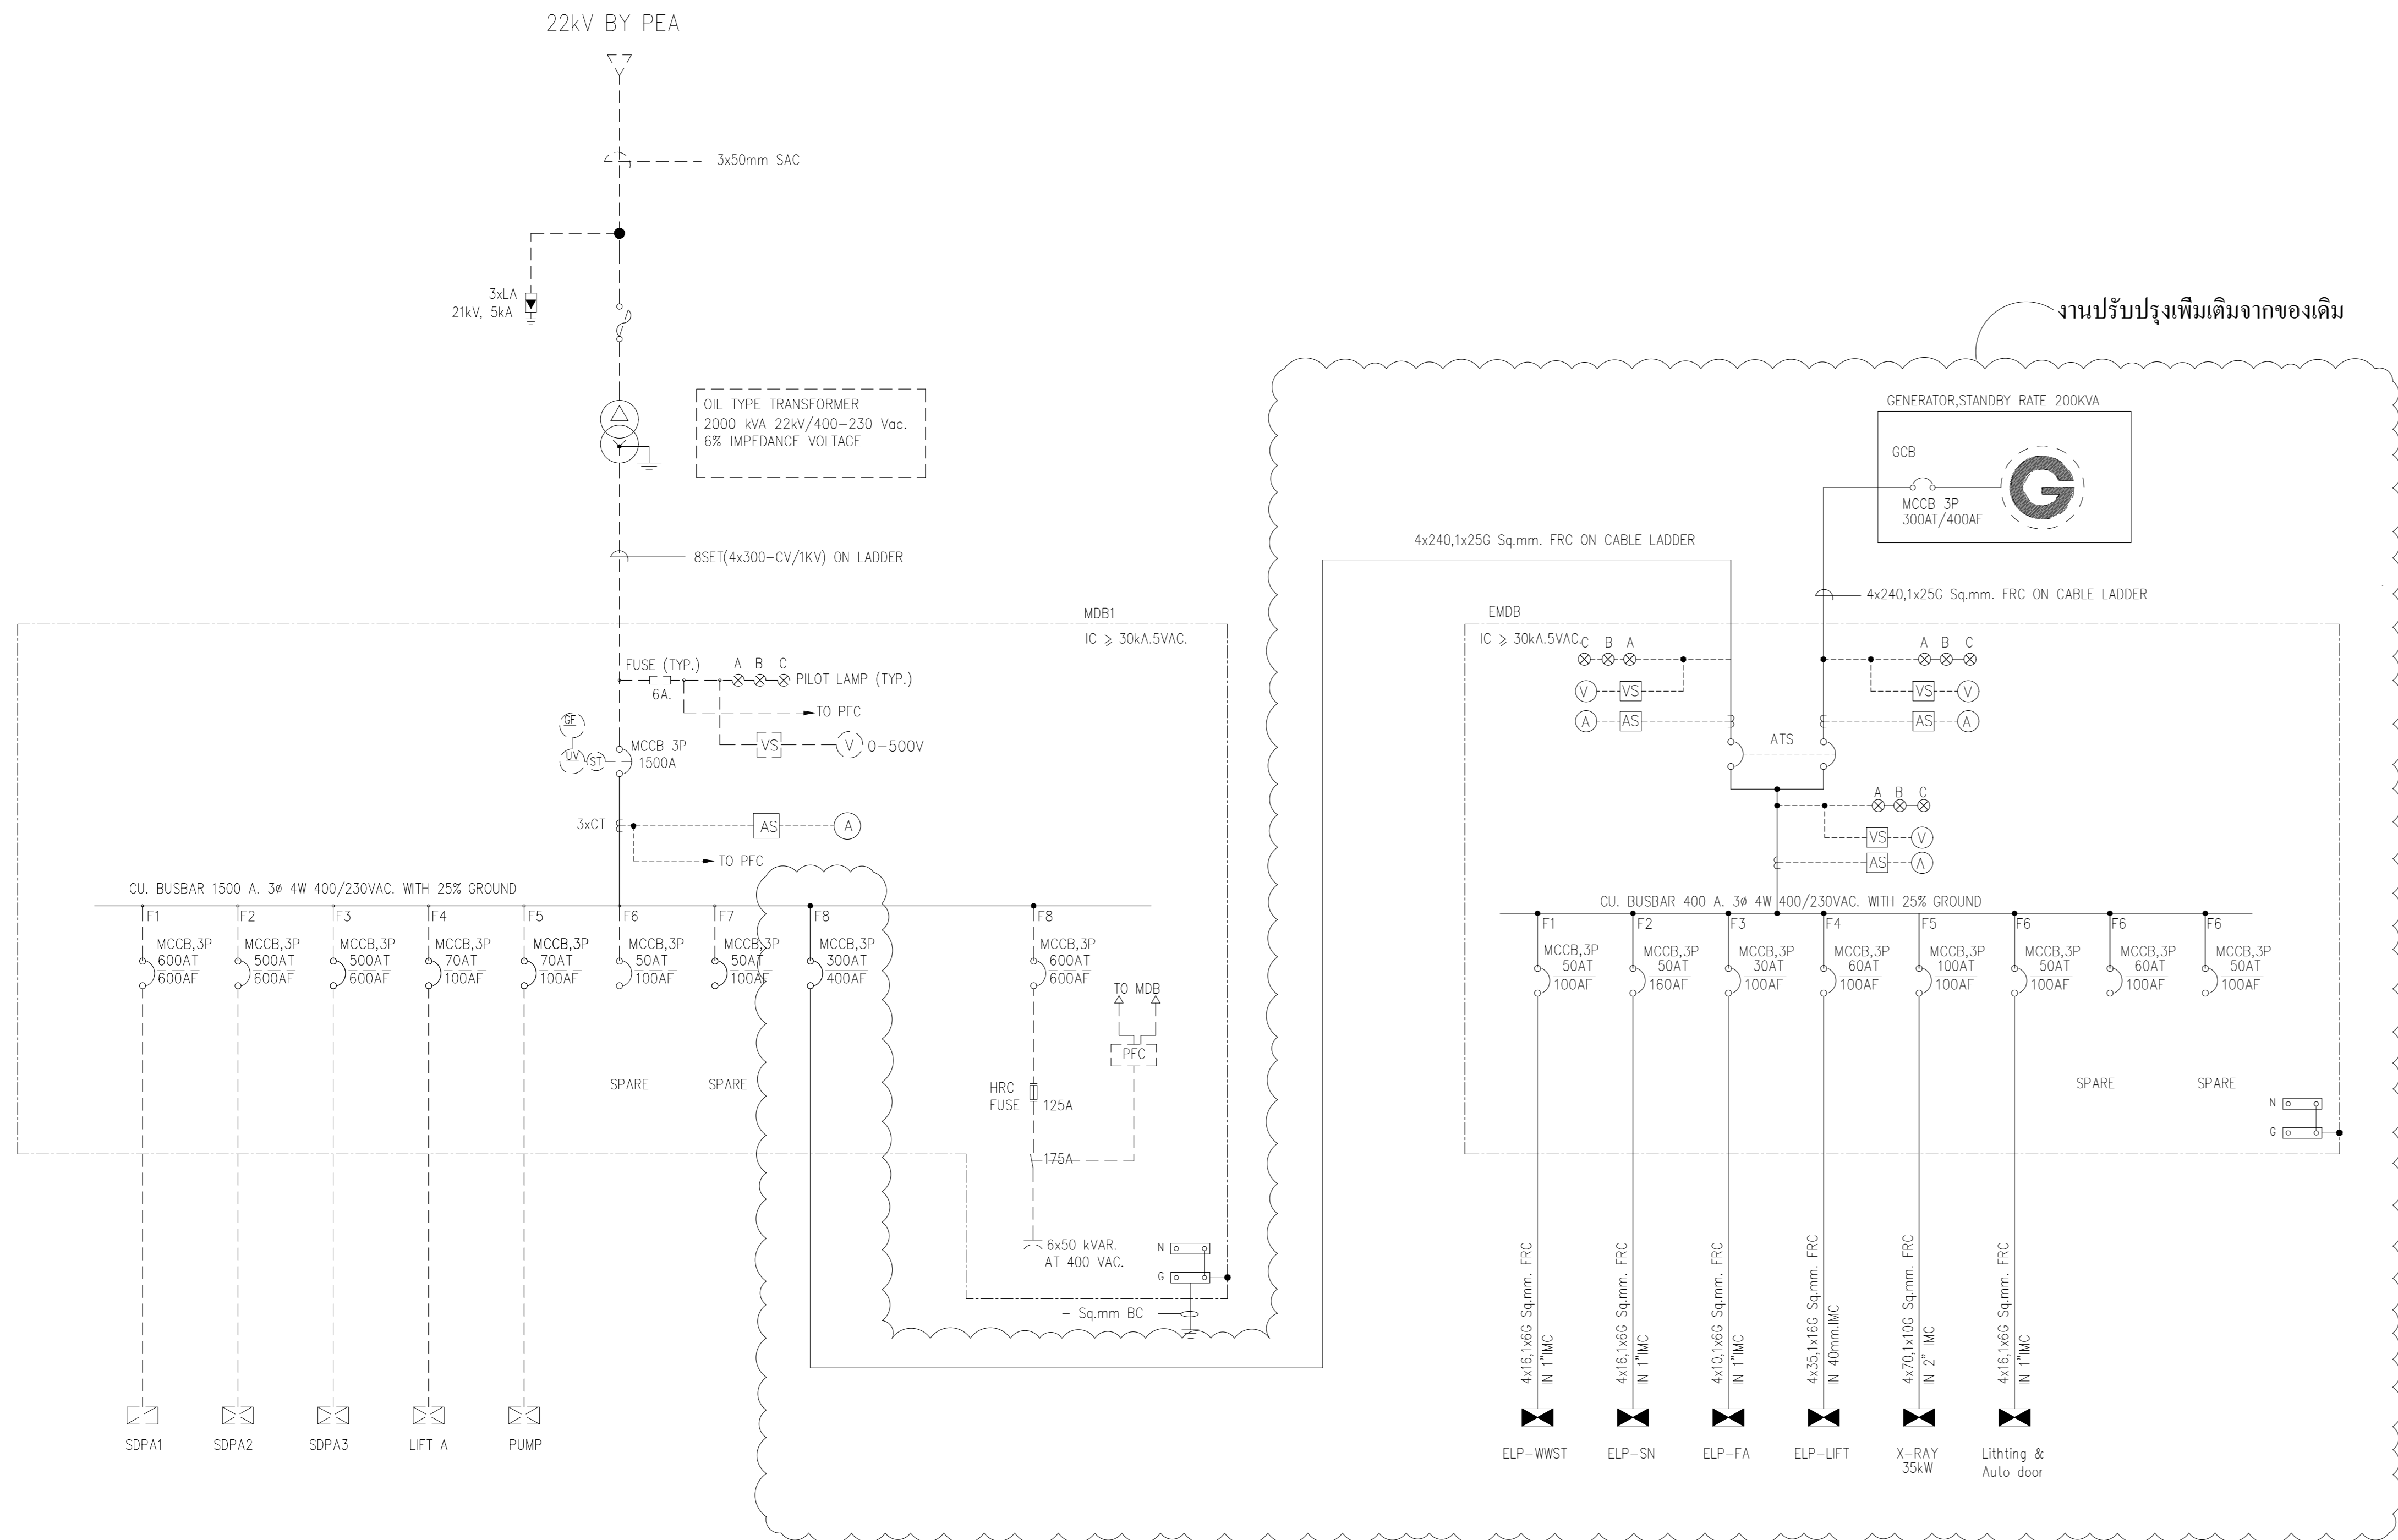 22kV BY PEA
3x50mm SAC
3xLA
21kV, 5kA
งานปรับปรุงเพิ่มเติมจากของเดิม
OIL TYPE TRANSFORMER
2000 kVA 22kV/400-230 Vac.
6% IMPEDANCE VOLTAGE
GENERATOR,STANDBY RATE 200KVA
GCB
G
MCCB 3P
300AT/400AF
8SET(4x300-CV/1KV) ON LADDER
4x240,1x25G Sq.mm. FRC ON CABLE LADDER
4x240,1x25G Sq.mm. FRC ON CABLE LADDER
MDB1
IC ⩾ 30kA.5VAC.
FUSE (TYP.)
6A.
A B C
PILOT LAMP (TYP.)
TO PFC
VS
V
0-500V
GF
UV
ST
MCCB 3P
1500A
3xCT
AS
A
TO PFC
CU. BUSBAR 1500 A. 3ø 4W 400/230VAC. WITH 25% GROUND
F1
MCCB,3P
600AT
600AF
F2
MCCB,3P
500AT
600AF
F3
MCCB,3P
500AT
600AF
F4
MCCB,3P
70AT
100AF
F5
MCCB,3P
70AT
100AF
F6
MCCB,3P
50AT
100AF
F7
MCCB,3P
50AT
100AF
F8
MCCB,3P
300AT
400AF
F8
MCCB,3P
600AT
600AF
SPARE
SPARE
TO MDB
PFC
HRC
FUSE
125A
175A
6x50 kVAR.
AT 400 VAC.
N
G
- Sq.mm BC
SDPA1
SDPA2
SDPA3
LIFT A
PUMP
EMDB
IC ⩾ 30kA.5VAC.
C B A
V
VS
A
AS
A B C
VS
V
AS
A
ATS
A B C
VS
V
AS
A
CU. BUSBAR 400 A. 3ø 4W 400/230VAC. WITH 25% GROUND
F1
MCCB,3P
50AT
100AF
F2
MCCB,3P
50AT
160AF
F3
MCCB,3P
30AT
100AF
F4
MCCB,3P
60AT
100AF
F5
MCCB,3P
100AT
100AF
F6
MCCB,3P
50AT
100AF
F6
MCCB,3P
60AT
100AF
F6
MCCB,3P
50AT
100AF
SPARE
SPARE
N
G
4x16,1x6G Sq.mm. FRC
IN 1"IMC
4x16,1x6G Sq.mm. FRC
IN 1"IMC
4x10,1x6G Sq.mm. FRC
IN 1"IMC
4x35,1x16G Sq.mm. FRC
IN 40mm.IMC
4x70,1x10G Sq.mm. FRC
IN 2" IMC
4x16,1x6G Sq.mm. FRC
IN 1"IMC
ELP-WWST
ELP-SN
ELP-FA
ELP-LIFT
X-RAY
35kW
Lithting &
Auto door